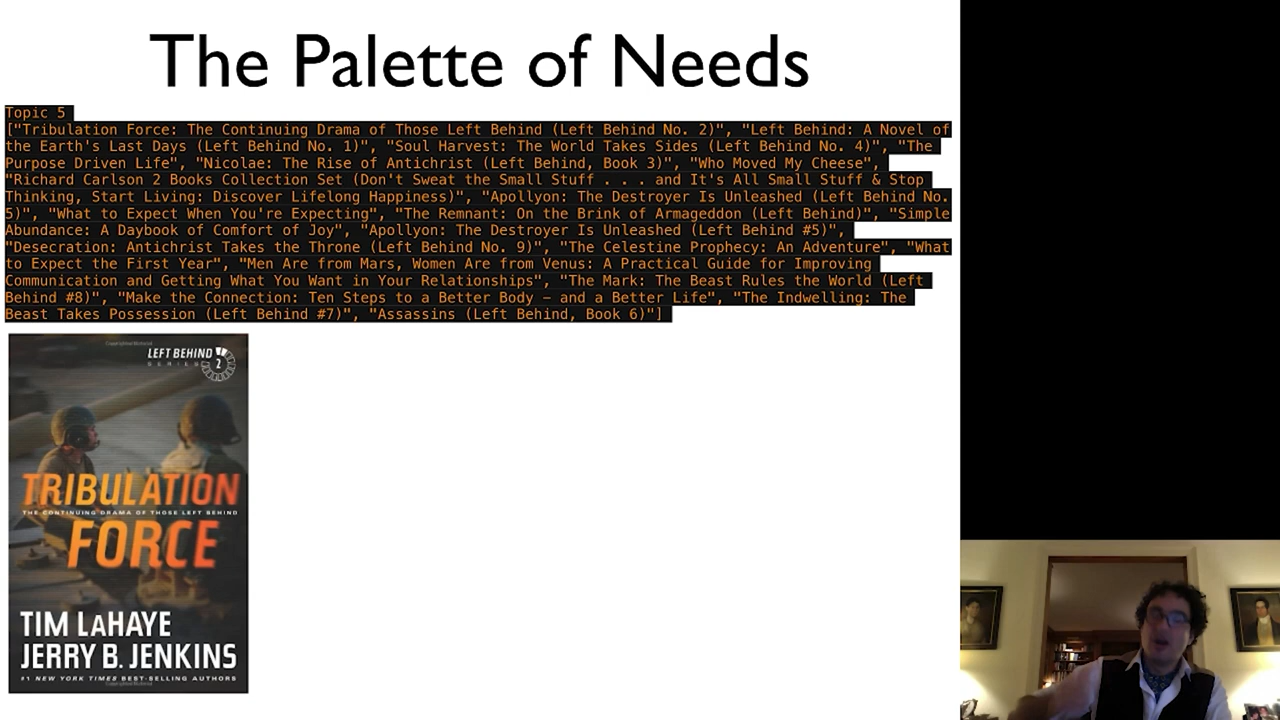 The Palette of Needs
Topic 5
["Tribulation Force: The Continuing Drama of Those Left Behind (Left Behind No. 2)", "Left Behind: A Novel of
the Earth's Last Days (Left Behind No. 1)", "Soul Harvest: The World Takes Sides (Left Behind No. 4)", "The
Purpose Driven Life", "Nicolae: The Rise of Antichrist (Left Behind, Book 3)", "Who Moved My Cheese",
"Richard Carlson 2 Books Collection Set (Don't Sweat the Small Stuff . . . and It's All Small Stuff & Stop
Thinking, Start Living: Discover Lifelong Happiness)", "Apollyon: The Destroyer Is Unleashed (Left Behind No.
5)", "What to Expect When You're Expecting", "The Remnant: On the Brink of Armageddon (Left Behind)", "Simple
Abundance: A Daybook of Comfort of Joy", "Apollyon: The Destroyer Is Unleashed (Left Behind #5)",
"Desecration: Antichrist Takes the Throne (Left Behind No. 9)", "The Celestine Prophecy: An Adventure", "What
to Expect the First Year", "Men Are from Mars, Women Are from Venus: A Practical Guide for Improving
Communication and Getting What You Want in Your Relationships", "The Mark: The Beast Rules the World (Left
Behind #8)", "Make the Connection: Ten Steps to a Better Body – and a Better Life", "The Indwelling: The
Beast Takes Possession (Left Behind #7)", "Assassins (Left Behind, Book 6)"]
Copyrighted Material
LEFT BEHIND
SERIES
2
TRIBULATION
THE CONTINUING DRAMA OF THOSE LEFT BEHIND
FORCE
TIM LAHAYE
JERRY B. JENKINS
#1 NEW YORK TIMES BEST-SELLING AUTHORS
Copyrighted Material